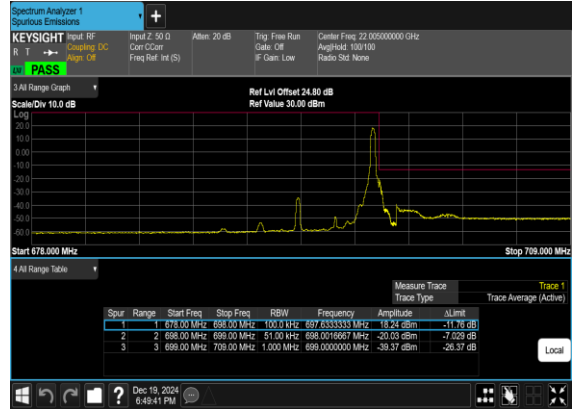 Spectrum Analyzer 1
Spurious Emissions
KEYSIGHT Input: RF Input Z: 50 Ω Atten: 20 dB Trig: Free Run Center Freq: 22.005000000 GHz
R T Coupling: DC Corr CCorr Gate: Off Avg|Hold: 100/100
Align: Off Freq Ref: Int (S) IF Gain: Low Radio Std: None
PASS
3 All Range Graph
Ref Lvl Offset 24.80 dB
Scale/Div 10.0 dB Ref Value 30.00 dBm
Log
20.0
10.0
0.00
-10.0
-20.0
-30.0
-40.0
-50.0
-60.0
Start 678.000 MHz Stop 709.000 MHz
4 All Range Table
Measure Trace Trace 1
Trace Type Trace Average (Active)
Spur Range Start Freq Stop Freq RBW Frequency Amplitude ΔLimit
1 1 678.00 MHz 698.00 MHz 100.0 kHz 697.6333333 MHz 18.24 dBm -11.76 dB
2 2 698.00 MHz 699.00 MHz 51.00 kHz 698.0016667 MHz -20.03 dBm -7.029 dB
3 3 699.00 MHz 709.00 MHz 1.000 MHz 699.0000000 MHz -39.37 dBm -26.37 dB
Local
? Dec 19, 2024
6:49:41 PM